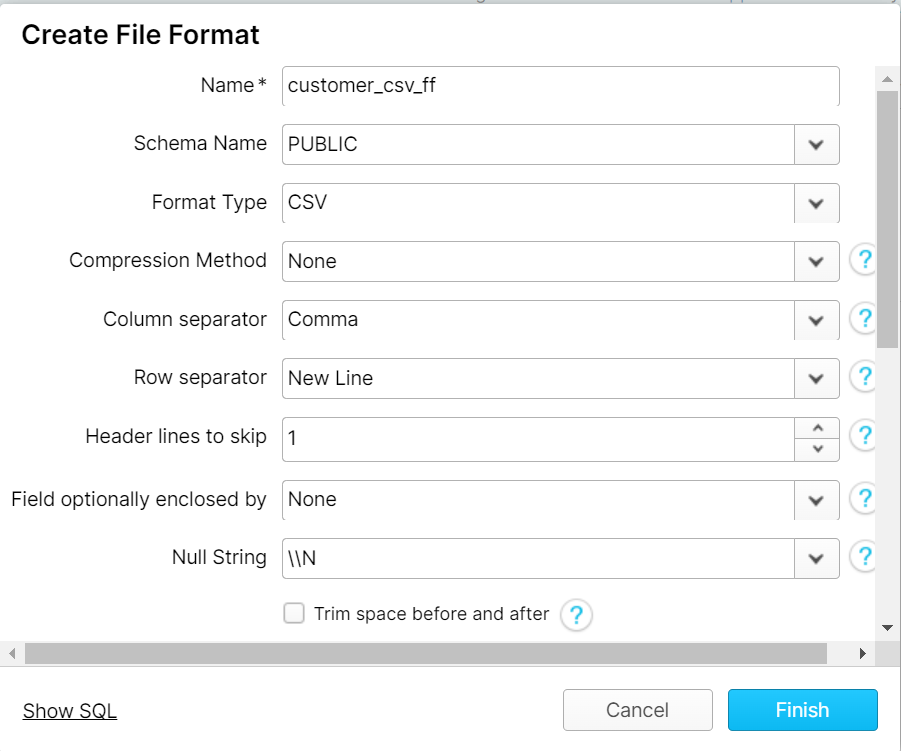 Create File Format
Name* customer_csv_ff
Schema Name PUBLIC
Format Type CSV
Compression Method None ?
Column separator Comma ?
Row separator New Line ?
Header lines to skip 1 ?
Field optionally enclosed by None ?
Null String \\N ?
Trim space before and after ?
Show SQL Cancel Finish